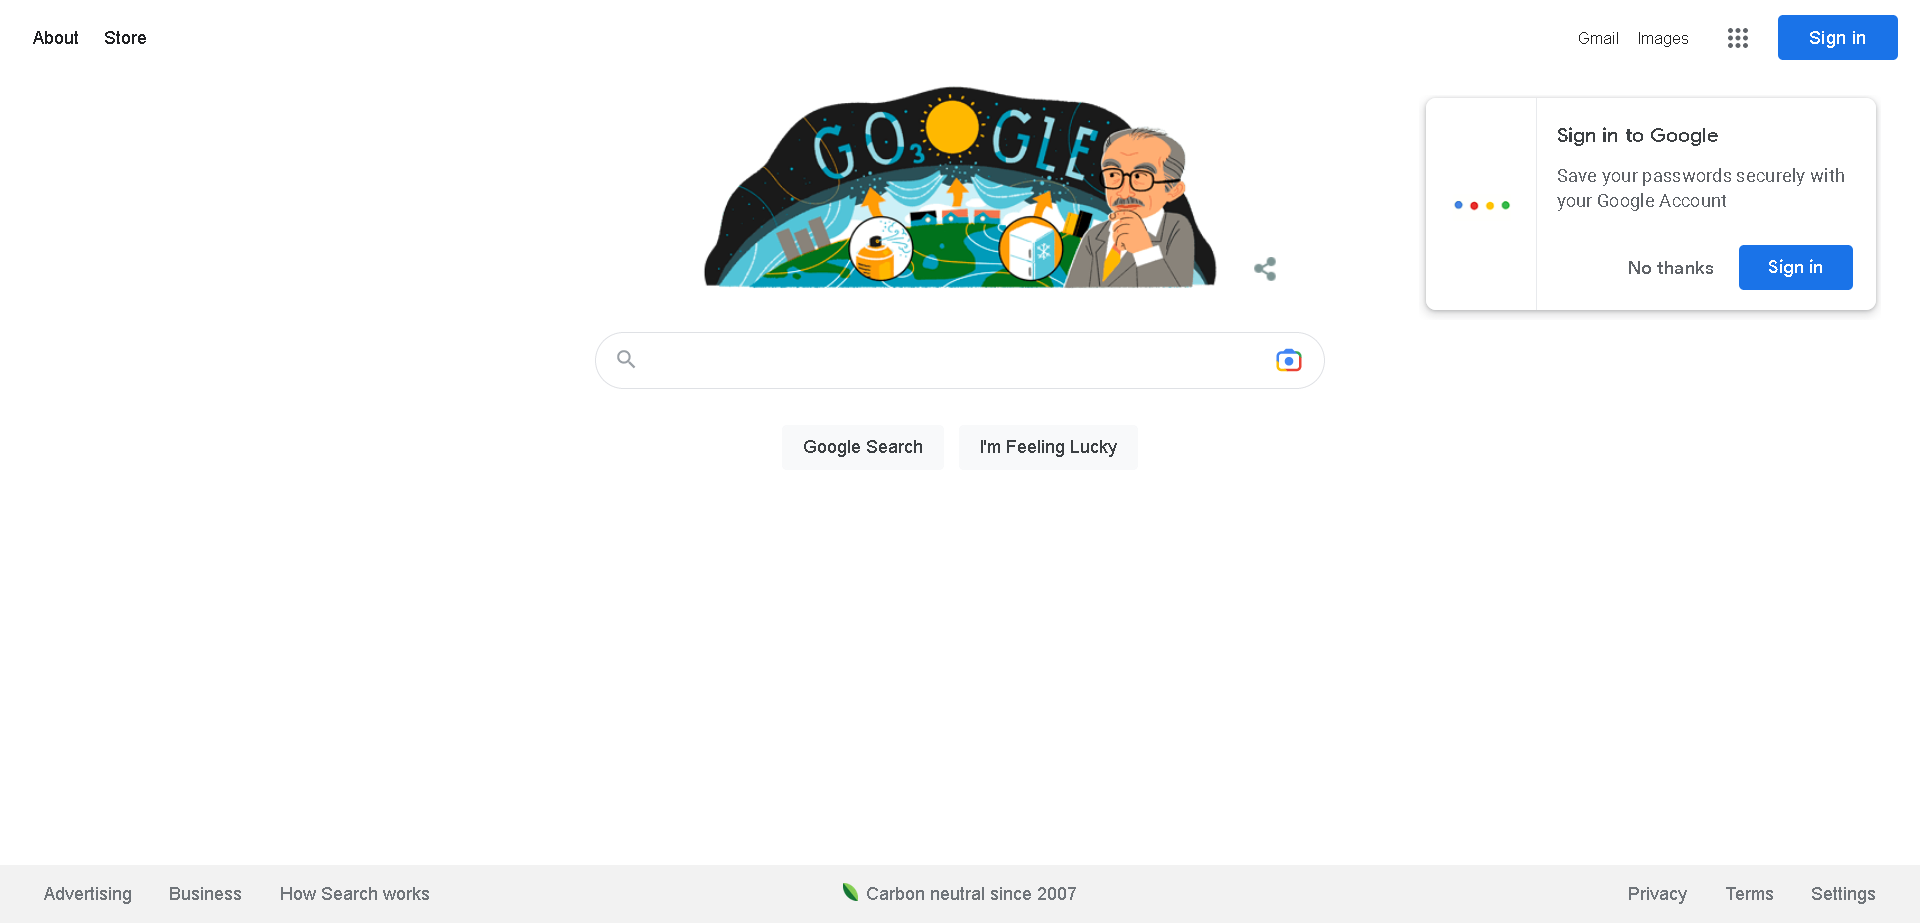 About Store
Gmail Images Sign in
GO3GLE
Sign in to Google
Save your passwords securely with
your Google Account
No thanks Sign in
Google Search I'm Feeling Lucky
Advertising Business How Search works Carbon neutral since 2007 Privacy Terms Settings